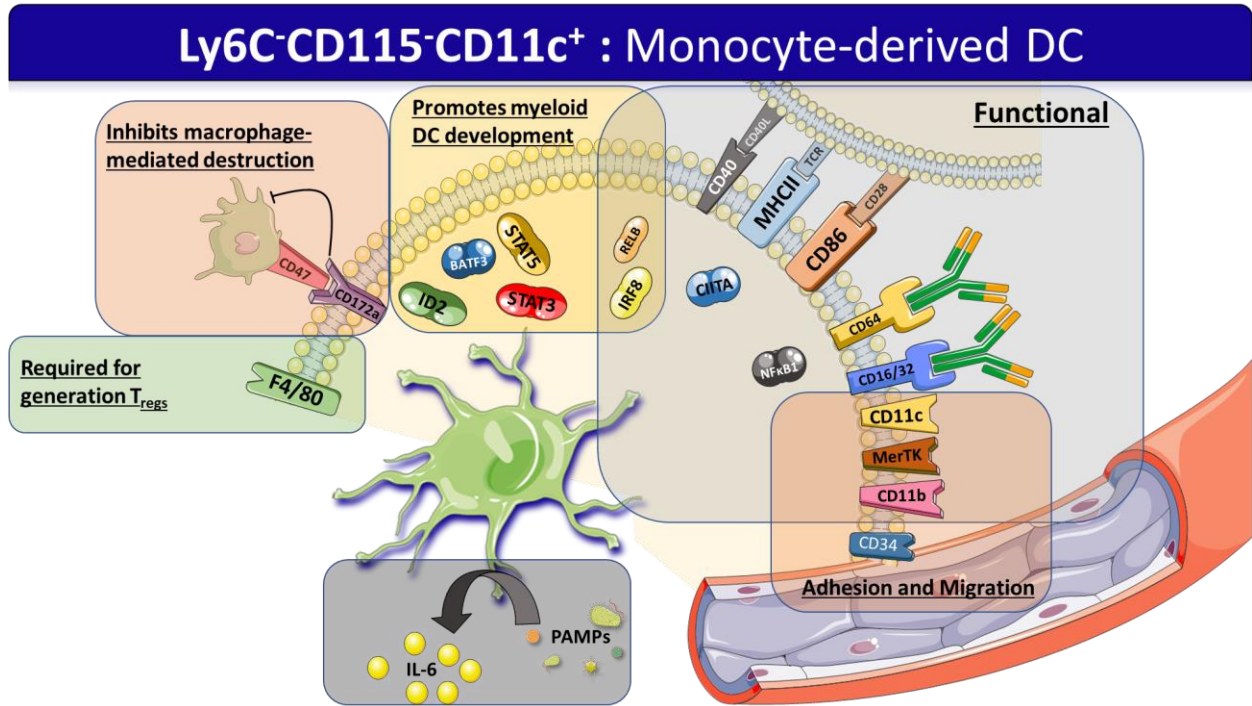 Ly6C⁻CD115⁻CD11c⁺ : Monocyte-derived DC
Inhibits macrophage-
mediated destruction
CD47
CD172a
Required for
generation T_regs
F4/80
Promotes myeloid
DC development
BATF3
STAT5
ID2
STAT3
RELB
IRF8
Functional
CD40
CD40L
MHCII
TCR
CD86
CD28
CIITA
NFκB1
CD64
CD16/32
CD11c
MerTK
CD11b
CD34
Adhesion and Migration
PAMPs
IL-6